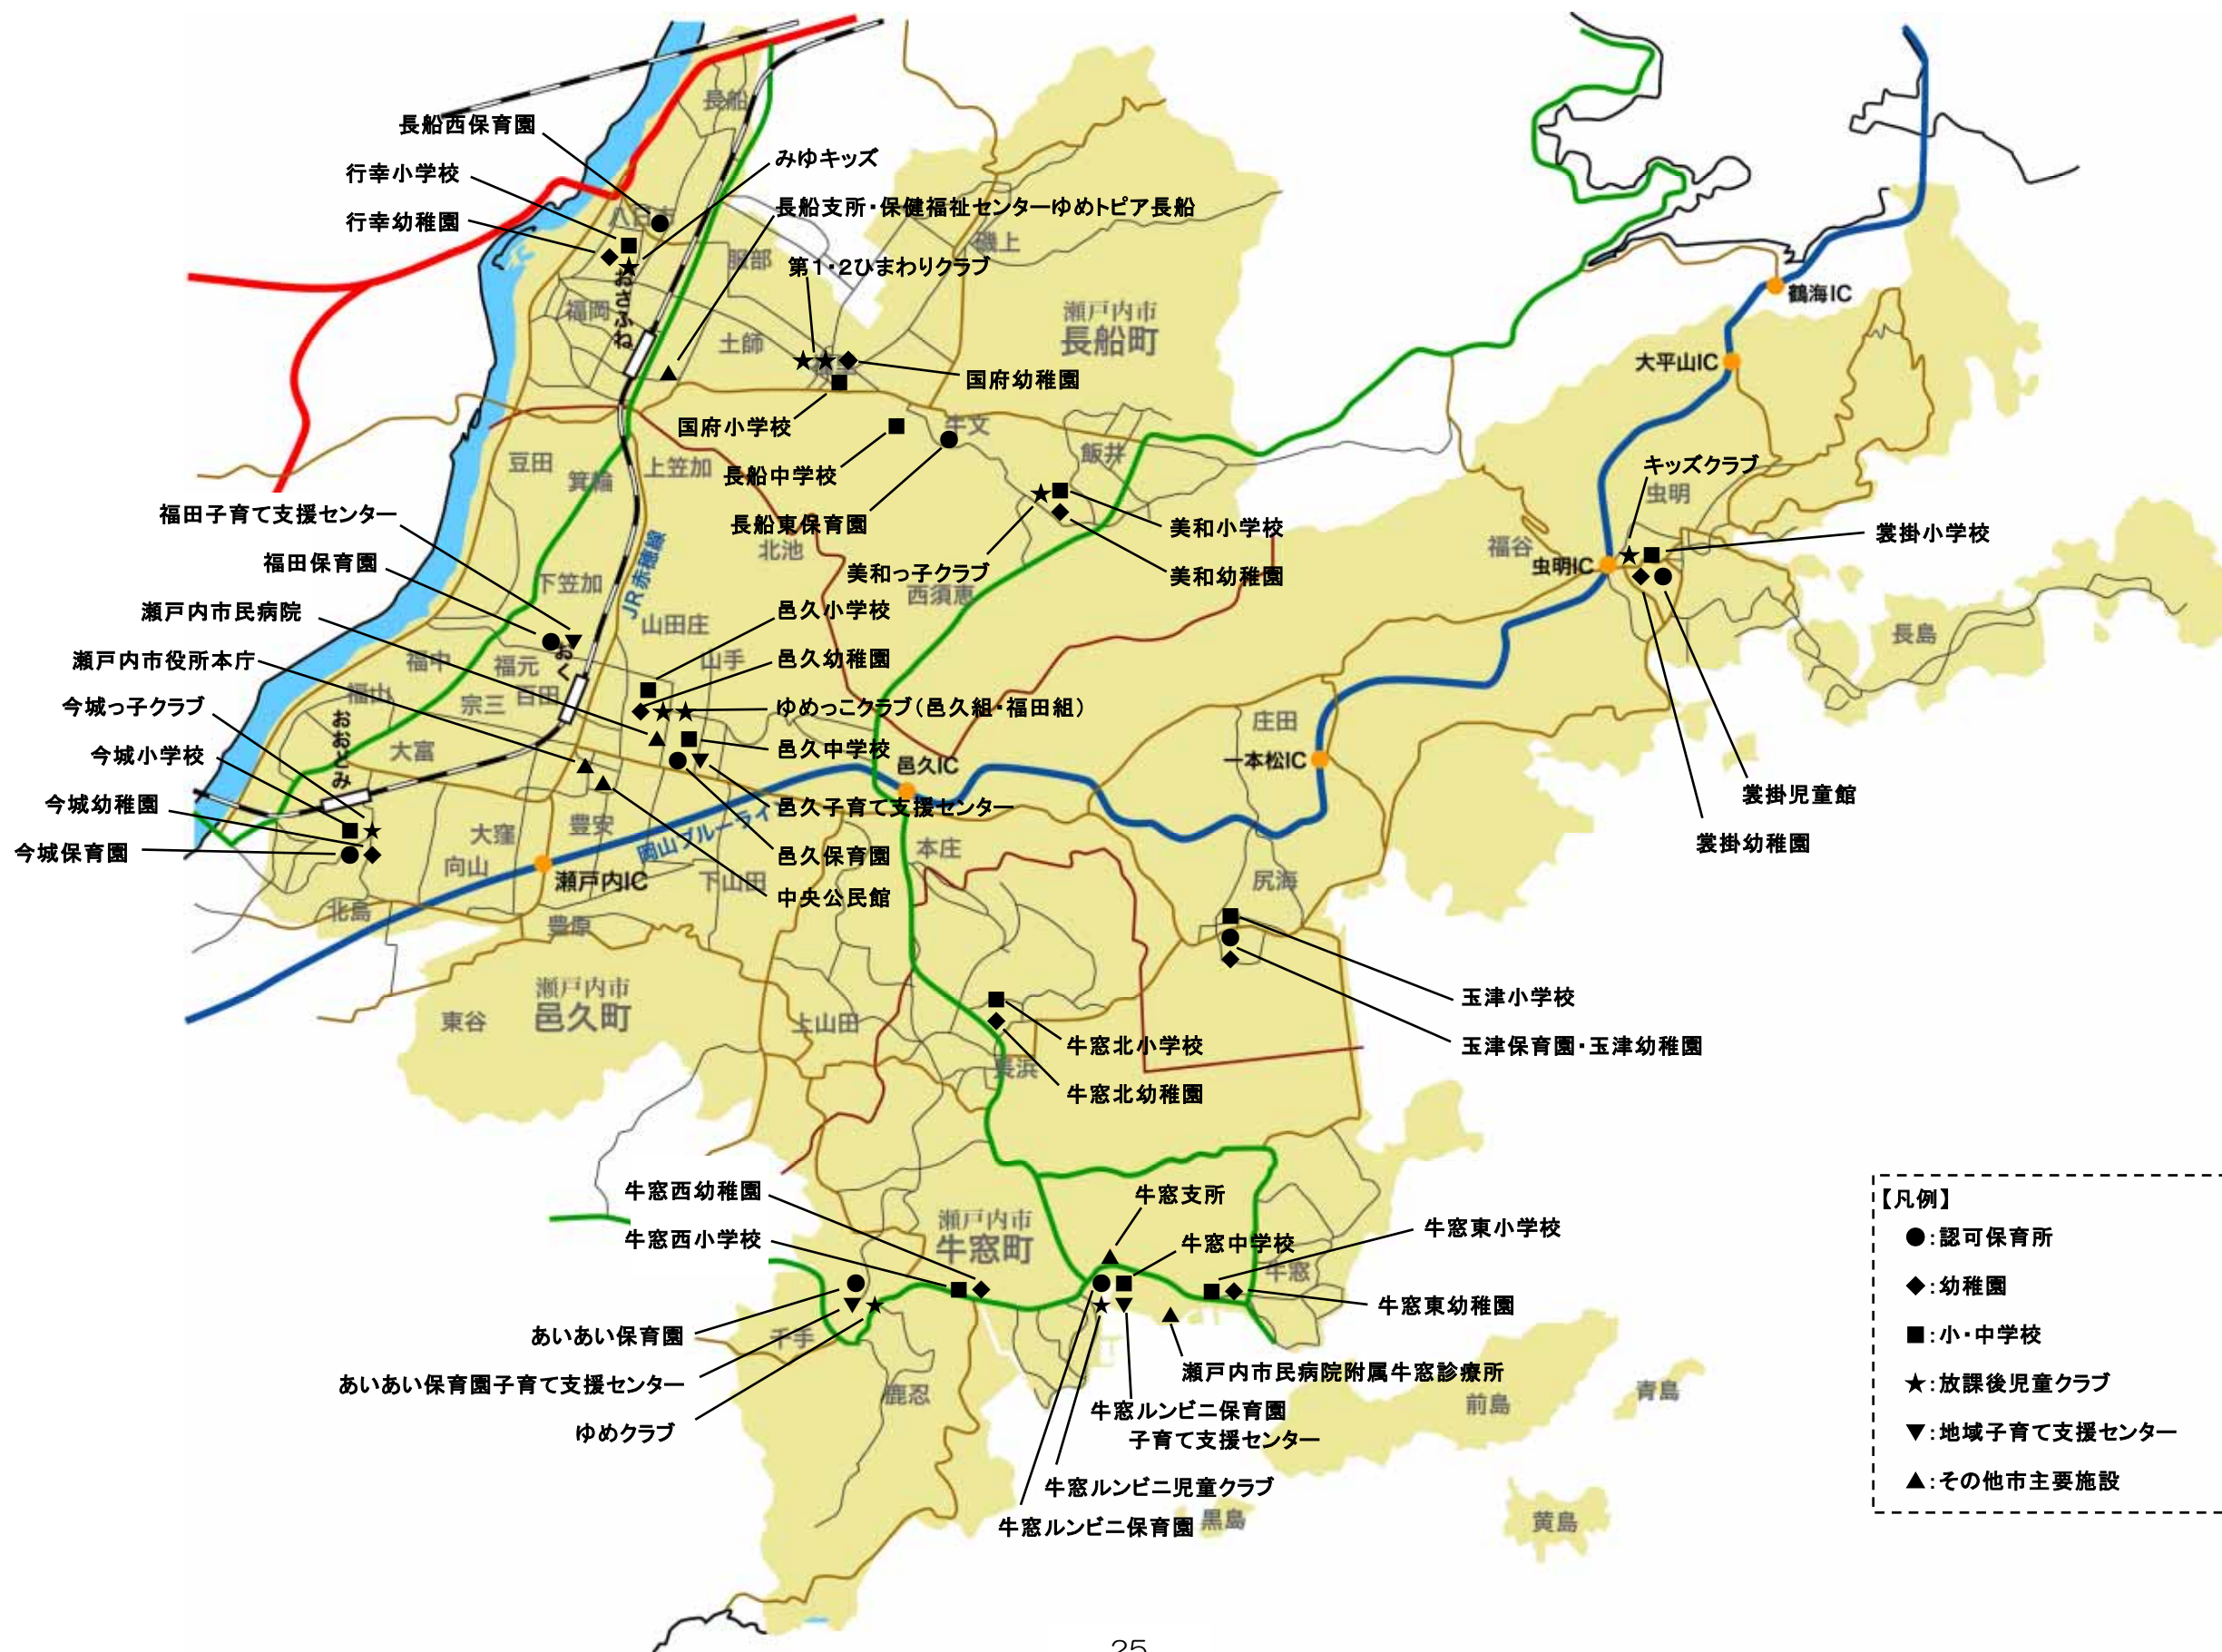 長船
長船西保育園
みゆキッズ
行幸小学校
長船支所・保健福祉センターゆめトピア長船
行幸幼稚園
八日市
磯上
服部
第1・2ひまわりクラブ
おさふね
福岡
瀬戸内市
長船町
土師
鶴海IC
大平山IC
国府幼稚園
国府小学校
牛文
飯井
豆田
箕輪
上笠加
長船中学校
キッズクラブ
虫明
福田子育て支援センター
長船東保育園
美和小学校
裳掛小学校
北池
福谷
虫明IC
福田保育園
下笠加
JR赤穂線
美和っ子クラブ
美和幼稚園
西須恵
瀬戸内市民病院
山田庄
邑久小学校
長島
瀬戸内市役所本庁
福中
福元
おく
山手
邑久幼稚園
福山
宗三
百田
今城っ子クラブ
ゆめっこクラブ（邑久組・福田組）
おおどみ
庄田
大富
今城小学校
邑久中学校
邑久IC
一本松IC
裳掛児童館
今城幼稚園
邑久子育て支援センター
大窪
豊安
岡山ブルーライン
裳掛幼稚園
今城保育園
向山
瀬戸内IC
下山田
邑久保育園
本庄
尻海
中央公民館
北島
豊原
瀬戸内市
邑久町
東谷
上山田
玉津小学校
牛窓北小学校
玉津保育園・玉津幼稚園
長浜
牛窓北幼稚園
牛窓西幼稚園
牛窓支所
瀬戸内市
牛窓町
牛窓西小学校
牛窓中学校
牛窓東小学校
牛窓
牛窓東幼稚園
あいあい保育園
千手
あいあい保育園子育て支援センター
鹿忍
瀬戸内市民病院附属牛窓診療所
前島
青島
ゆめクラブ
牛窓ルンビニ保育園
子育て支援センター
牛窓ルンビニ児童クラブ
牛窓ルンビニ保育園
黒島
黄島
【凡例】
●：認可保育所
◆：幼稚園
■：小・中学校
★：放課後児童クラブ
▼：地域子育て支援センター
▲：その他市主要施設
25